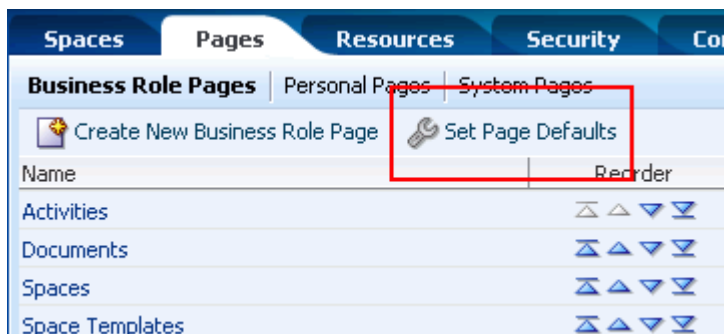 Spaces Pages Resources Security Co
Business Role Pages Personal Pages System Pages
Create New Business Role Page Set Page Defaults
Name Reorder
Activities
Documents
Spaces
Space Templates